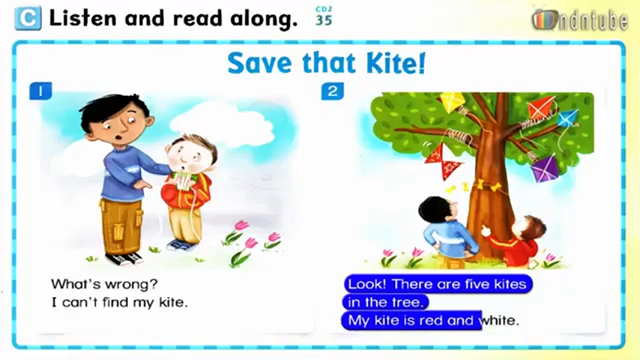 C Listen and read along. CD2
35
ndntube
Save that Kite!
1
What's wrong?
I can't find my kite.
2
Look! There are five kites
in the tree.
My kite is red and white.